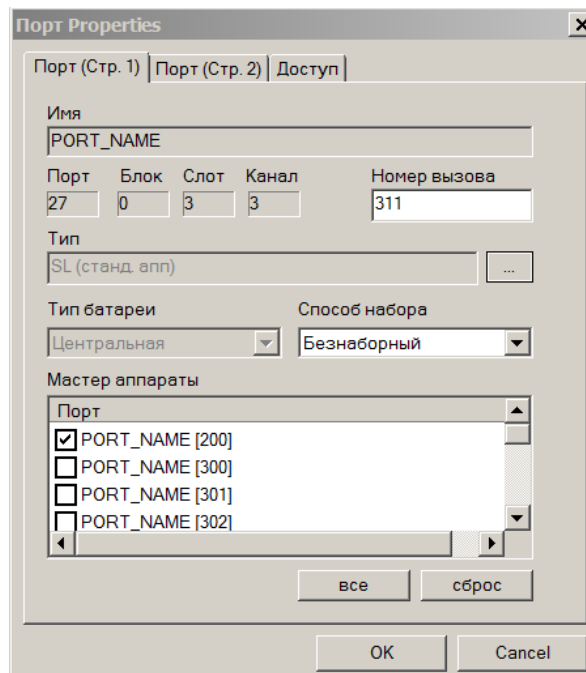 Порт Properties
Порт (Стр. 1) Порт (Стр. 2) Доступ
Имя
PORT_NAME
Порт Блок Слот Канал Номер вызова
27 0 3 3 311
Тип
SL (станд. апп)
...
Тип батареи Способ набора
Центральная Безнаборный
Мастер аппараты
Порт
PORT_NAME [200]
PORT_NAME [300]
PORT_NAME [301]
PORT_NAME [302]
все сброс
OK Cancel